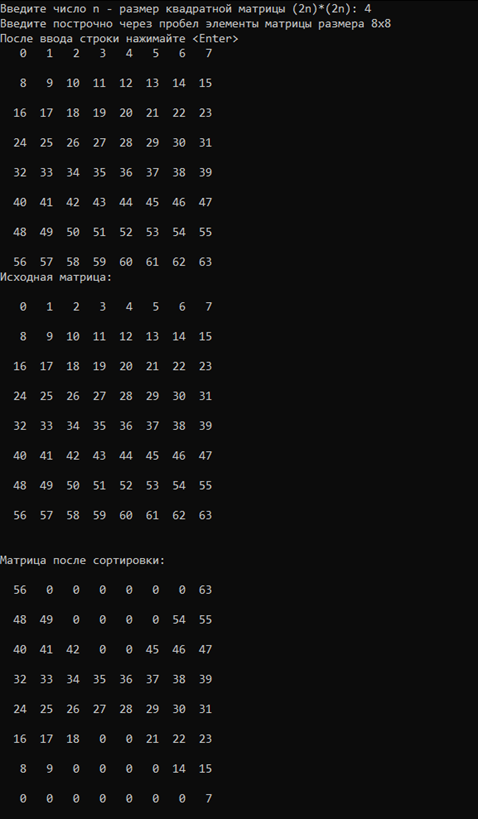 Введите число n - размер квадратной матрицы (2n)*(2n): 4
Введите построчно через пробел элементы матрицы размера 8x8
После ввода строки нажимайте <Enter>
0 1 2 3 4 5 6 7
8 9 10 11 12 13 14 15
16 17 18 19 20 21 22 23
24 25 26 27 28 29 30 31
32 33 34 35 36 37 38 39
40 41 42 43 44 45 46 47
48 49 50 51 52 53 54 55
56 57 58 59 60 61 62 63
Исходная матрица:
0 1 2 3 4 5 6 7
8 9 10 11 12 13 14 15
16 17 18 19 20 21 22 23
24 25 26 27 28 29 30 31
32 33 34 35 36 37 38 39
40 41 42 43 44 45 46 47
48 49 50 51 52 53 54 55
56 57 58 59 60 61 62 63
Матрица после сортировки:
56 0 0 0 0 0 0 63
48 49 0 0 0 0 54 55
40 41 42 0 0 45 46 47
32 33 34 35 36 37 38 39
24 25 26 27 28 29 30 31
16 17 18 0 0 21 22 23
8 9 0 0 0 0 14 15
0 0 0 0 0 0 0 7